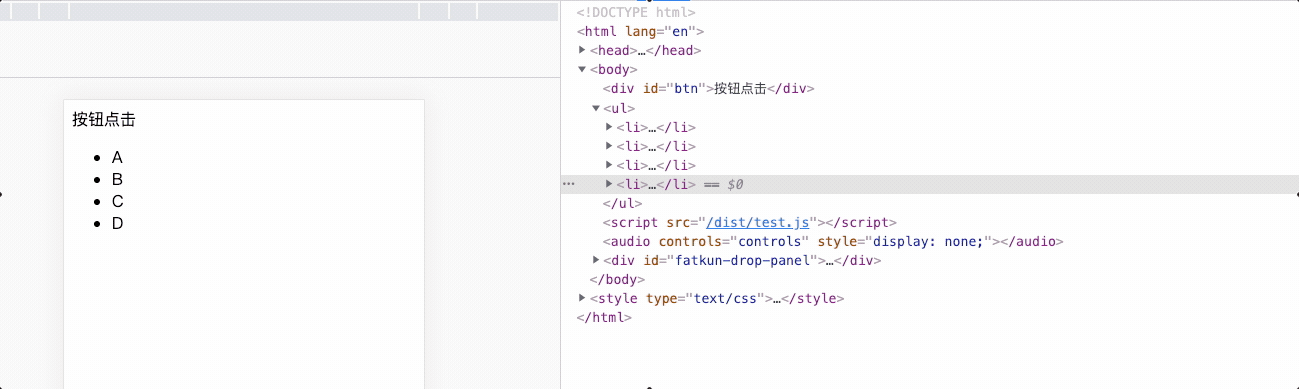 按钮点击
A
B
C
D
<!DOCTYPE html>
<html lang="en">
<head>…</head>
<body>
<div id="btn">按钮点击</div>
<ul>
<li>…</li>
<li>…</li>
<li>…</li>
<li>…</li> == $0
</ul>
<script src="/dist/test.js"></script>
<audio controls="controls" style="display: none;"></audio>
<div id="fatkun-drop-panel">…</div>
</body>
<style type="text/css">…</style>
</html>